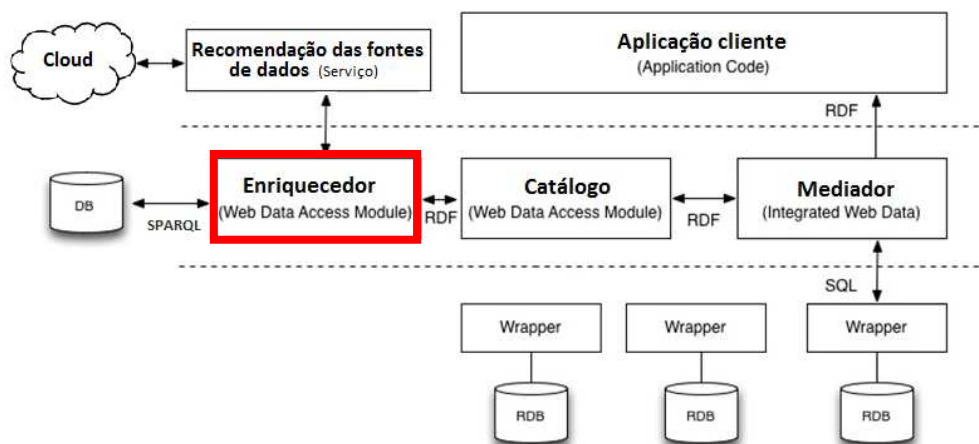 Cloud
Recomendação das fontes
de dados (Serviço)
Aplicação cliente
(Application Code)
RDF
DB
SPARQL
Enriquecedor
(Web Data Access Module)
RDF
Catálogo
(Web Data Access Module)
RDF
Mediador
(Integrated Web Data)
SQL
Wrapper
Wrapper
Wrapper
RDB
RDB
RDB